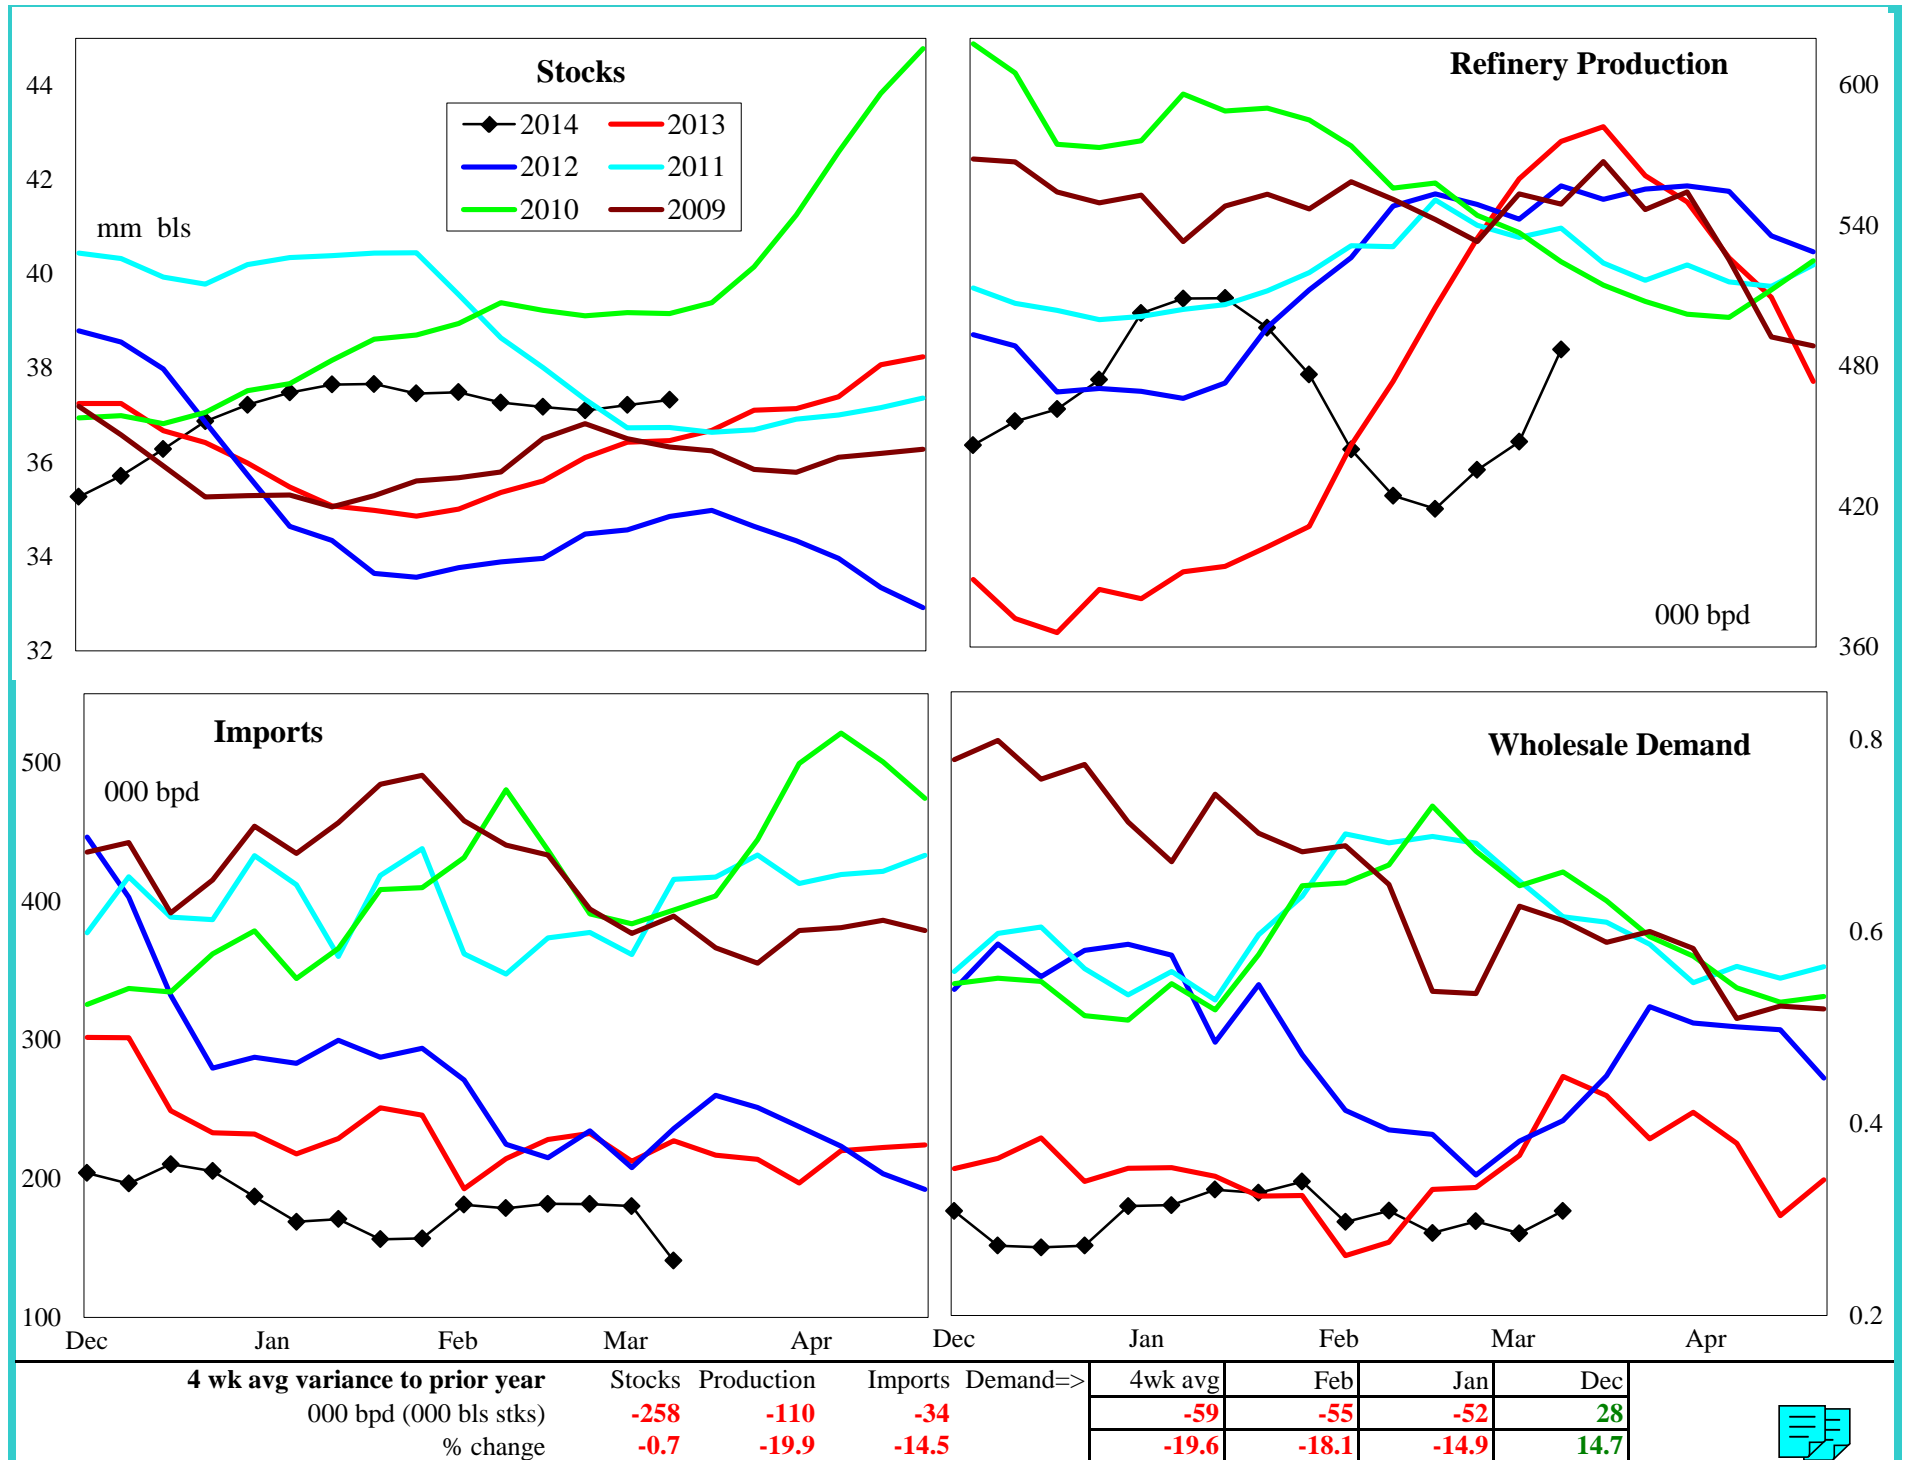 Stocks
44
42
40
38
36
34
32
mm bls
2014 2013
2012 2011
2010 2009
Refinery Production
600
540
480
420
360
000 bpd
Imports
000 bpd
500
400
300
200
100
Dec Jan Feb Mar Apr
Wholesale Demand
0.8
0.6
0.4
0.2
Dec Jan Feb Mar Apr
4 wk avg variance to prior year Stocks Production Imports Demand=> 4wk avg Feb Jan Dec
000 bpd (000 bls stks) -258 -110 -34 -59 -55 -52 28
% change -0.7 -19.9 -14.5 -19.6 -18.1 -14.9 14.7